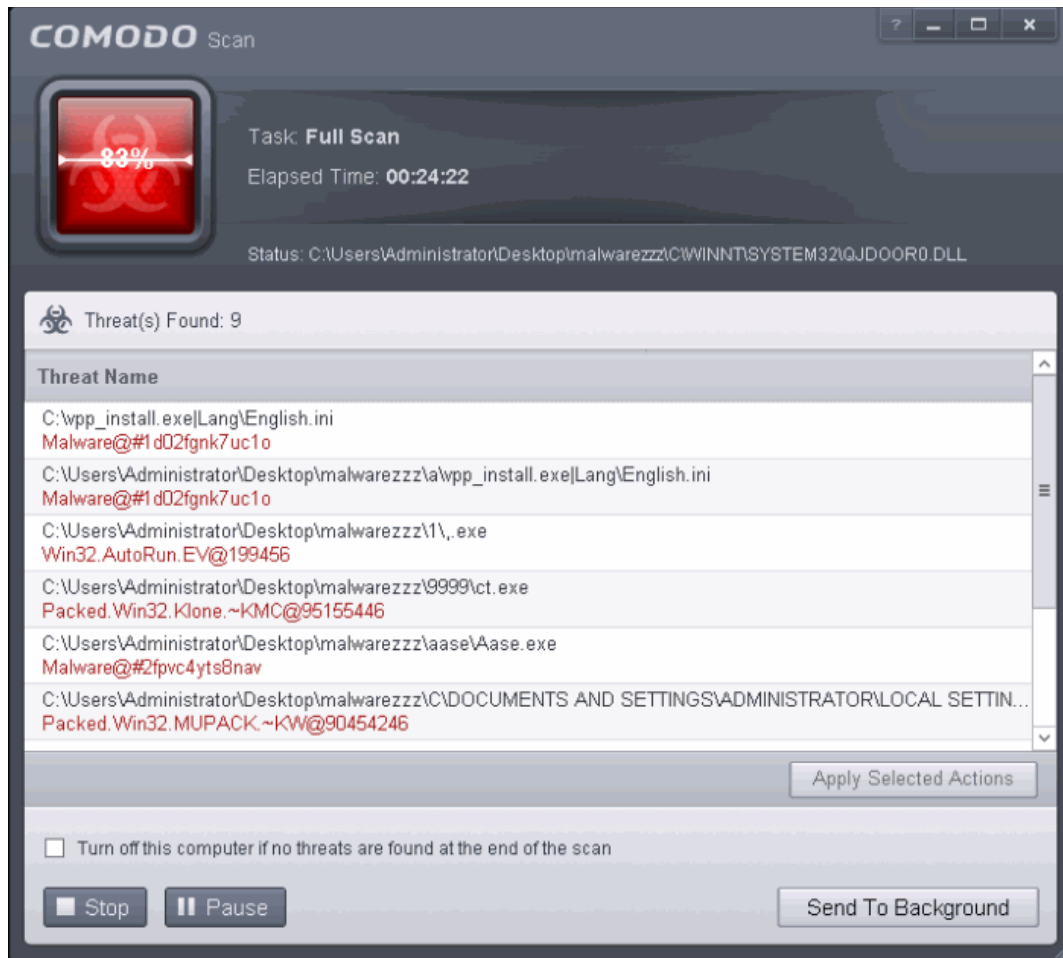 COMODO Scan
?
83%
Task: Full Scan
Elapsed Time: 00:24:22
Status: C:\Users\Administrator\Desktop\malwarezzz\C\WINNT\SYSTEM32\QJDOOR0.DLL
Threat(s) Found: 9
Threat Name
C:\vpp_install.exe|Lang\English.ini
Malware@#1d02fgnk7uc1o
C:\Users\Administrator\Desktop\malwarezzz\a\vpp_install.exe|Lang\English.ini
Malware@#1d02fgnk7uc1o
C:\Users\Administrator\Desktop\malwarezzz\1\,.exe
Win32.AutoRun.EV@199456
C:\Users\Administrator\Desktop\malwarezzz\9999\ct.exe
Packed.Win32.Klone.~KMC@95155446
C:\Users\Administrator\Desktop\malwarezzz\aase\Aase.exe
Malware@#2fpvc4yts8nav
C:\Users\Administrator\Desktop\malwarezzz\C\DOCUMENTS AND SETTINGS\ADMINISTRATOR\LOCAL SETTIN...
Packed.Win32.MUPACK.~KW@90454246
Apply Selected Actions
Turn off this computer if no threats are found at the end of the scan
Stop
Pause
Send To Background